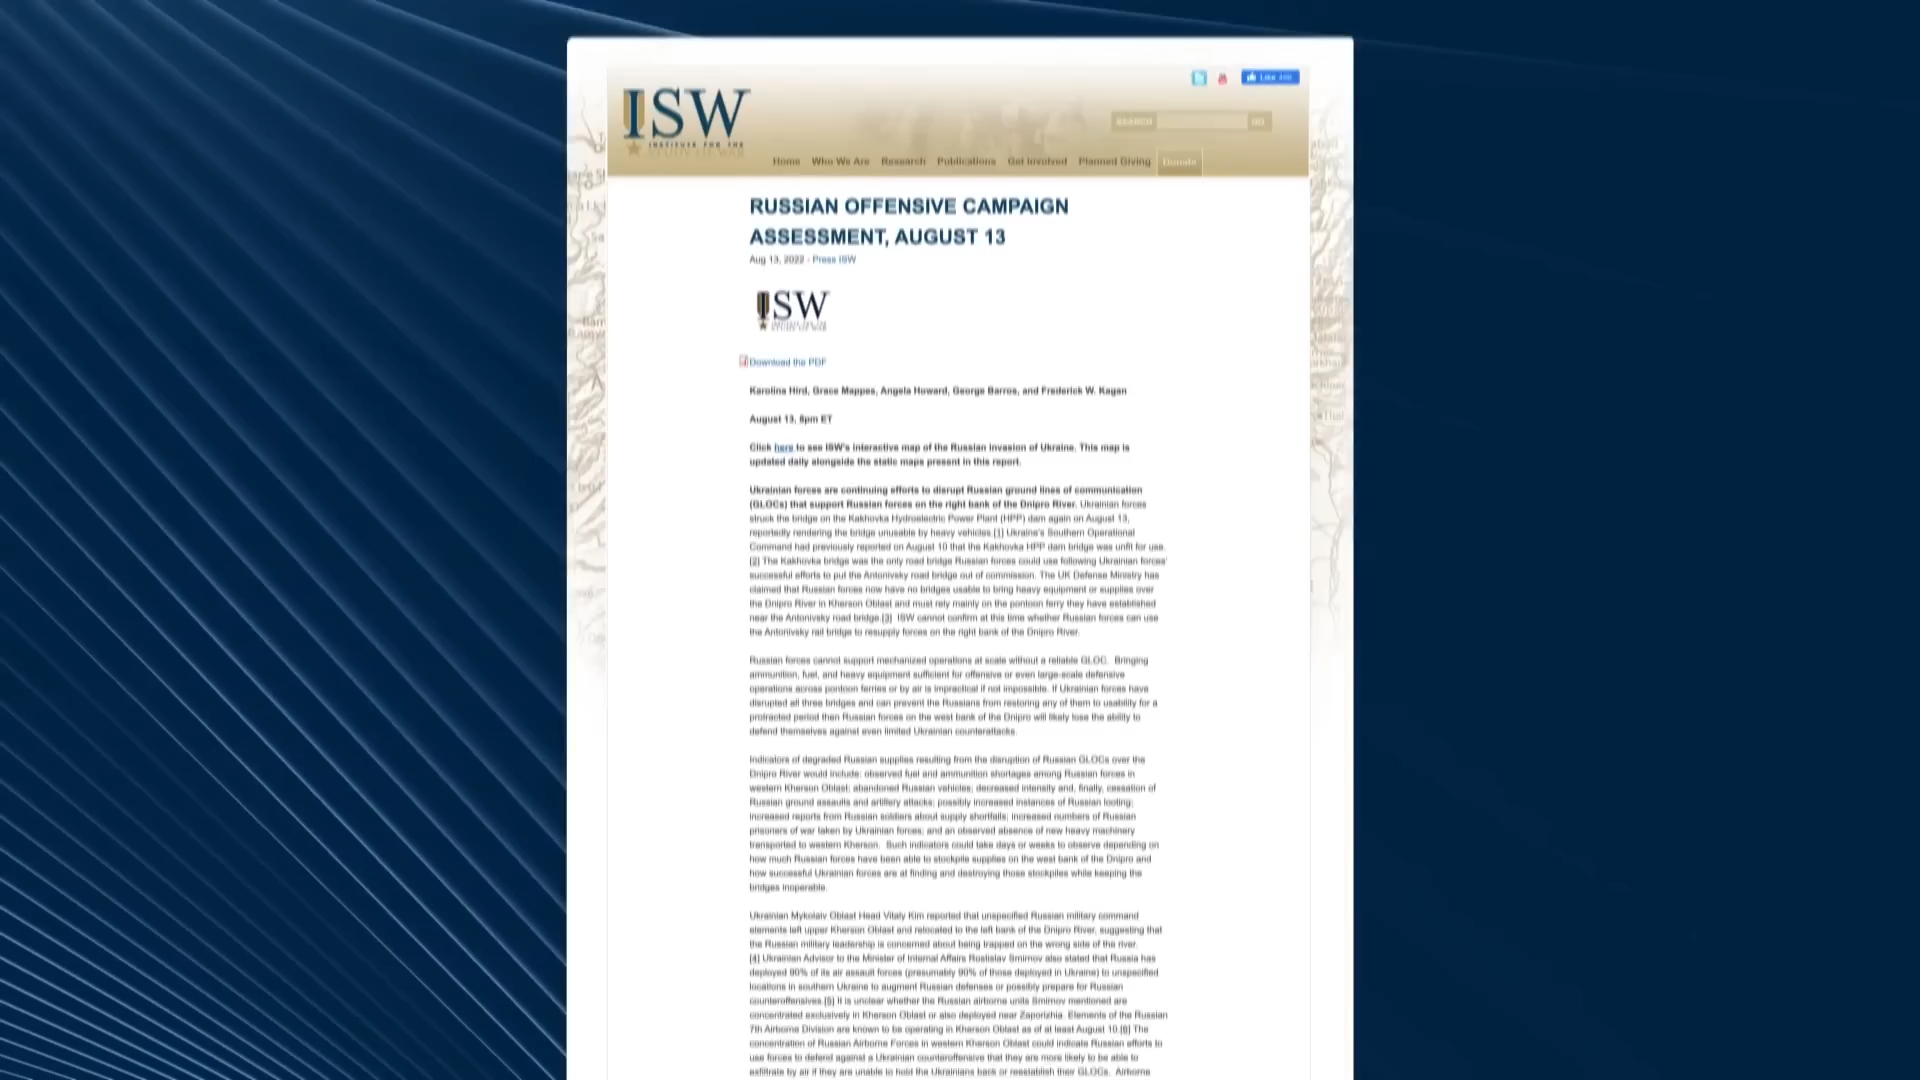 Like
ISW
INSTITUTE FOR THE
STUDY OF WAR
SEARCH GO
Home Who We Are Research Publications Get Involved Planned Giving Donate
RUSSIAN OFFENSIVE CAMPAIGN
ASSESSMENT, AUGUST 13
Aug 13, 2022 - Press ISW
ISW
Download the PDF
Karolina Hird, Grace Mappes, Angela Howard, George Barros, and Frederick W. Kagan
August 13, 8pm ET
Click here to see ISW's interactive map of the Russian invasion of Ukraine. This map is
updated daily alongside the static maps present in this report.
Ukrainian forces are continuing efforts to disrupt Russian ground lines of communication
(GLOCs) that support Russian forces on the right bank of the Dnipro River. Ukrainian forces
struck the bridge on the Kakhovka Hydroelectric Power Plant (HPP) dam again on August 13,
reportedly rendering the bridge unusable by heavy vehicles.[1] Ukraine's Southern Operational
Command had previously reported on August 10 that the Kakhovka HPP dam bridge was unfit for use.
[2] The Kakhovka bridge was the only road bridge Russian forces could use following Ukrainian forces'
successful efforts to put the Antonivsky road bridge out of commission. The UK Defense Ministry has
claimed that Russian forces now have no bridges usable to bring heavy equipment or supplies over
the Dnipro River in Kherson Oblast and must rely mainly on the pontoon ferry they have established
near the Antonivsky road bridge.[3] ISW cannot confirm at this time whether Russian forces can use
the Antonivsky rail bridge to resupply forces on the right bank of the Dnipro River.
Russian forces cannot support mechanized operations at scale without a reliable GLOC. Bringing
ammunition, fuel, and heavy equipment sufficient for offensive or even large-scale defensive
operations across pontoon ferries or by air is impractical if not impossible. If Ukrainian forces have
disrupted all three bridges and can prevent the Russians from restoring any of them to usability for a
protracted period then Russian forces on the west bank of the Dnipro will likely lose the ability to
defend themselves against even limited Ukrainian counterattacks.
Indicators of degraded Russian supplies resulting from the disruption of Russian GLOCs over the
Dnipro River would include: observed fuel and ammunition shortages among Russian forces in
western Kherson Oblast; abandoned Russian vehicles; decreased intensity and, finally, cessation of
Russian ground assaults and artillery attacks; possibly increased instances of Russian looting;
increased reports from Russian soldiers about supply shortfalls; increased numbers of Russian
prisoners of war taken by Ukrainian forces; and an observed absence of new heavy machinery
transported to western Kherson. Such indicators could take days or weeks to observe depending on
how much Russian forces have been able to stockpile supplies on the west bank of the Dnipro and
how successful Ukrainian forces are at finding and destroying those stockpiles while keeping the
bridges inoperable.
Ukrainian Mykolaiv Oblast Head Vitaly Kim reported that unspecified Russian military command
elements left upper Kherson Oblast and relocated to the left bank of the Dnipro River, suggesting that
the Russian military leadership is concerned about being trapped on the wrong side of the river.
[4] Ukrainian Advisor to the Minister of Internal Affairs Rostislav Smirnov also stated that Russia has
deployed 90% of its air assault forces (presumably 90% of those deployed in Ukraine) to unspecified
locations in southern Ukraine to augment Russian defenses or possibly prepare for Russian
counteroffensives.[5] It is unclear whether the Russian airborne units Smirnov mentioned are
concentrated exclusively in Kherson Oblast or also deployed near Zaporizhia. Elements of the Russian
7th Airborne Division are known to be operating in Kherson Oblast as of at least August 10.[6] The
concentration of Russian Airborne Forces in western Kherson Oblast could indicate Russian efforts to
use forces to defend against a Ukrainian counteroffensive that they are more likely to be able to
exfiltrate by air if they are unable to hold the Ukrainians back or reestablish their GLOCs. Airborne